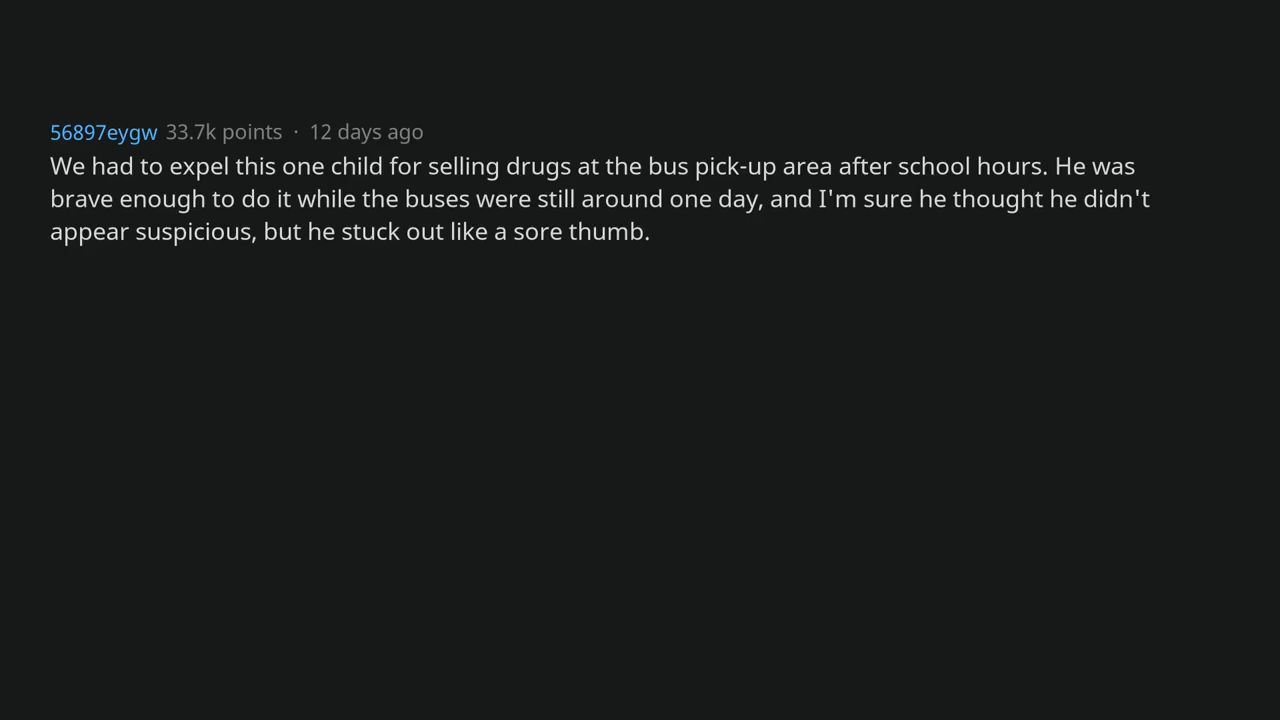 56897eygw 33.7k points · 12 days ago
We had to expel this one child for selling drugs at the bus pick-up area after school hours. He was
brave enough to do it while the buses were still around one day, and I'm sure he thought he didn't
appear suspicious, but he stuck out like a sore thumb.